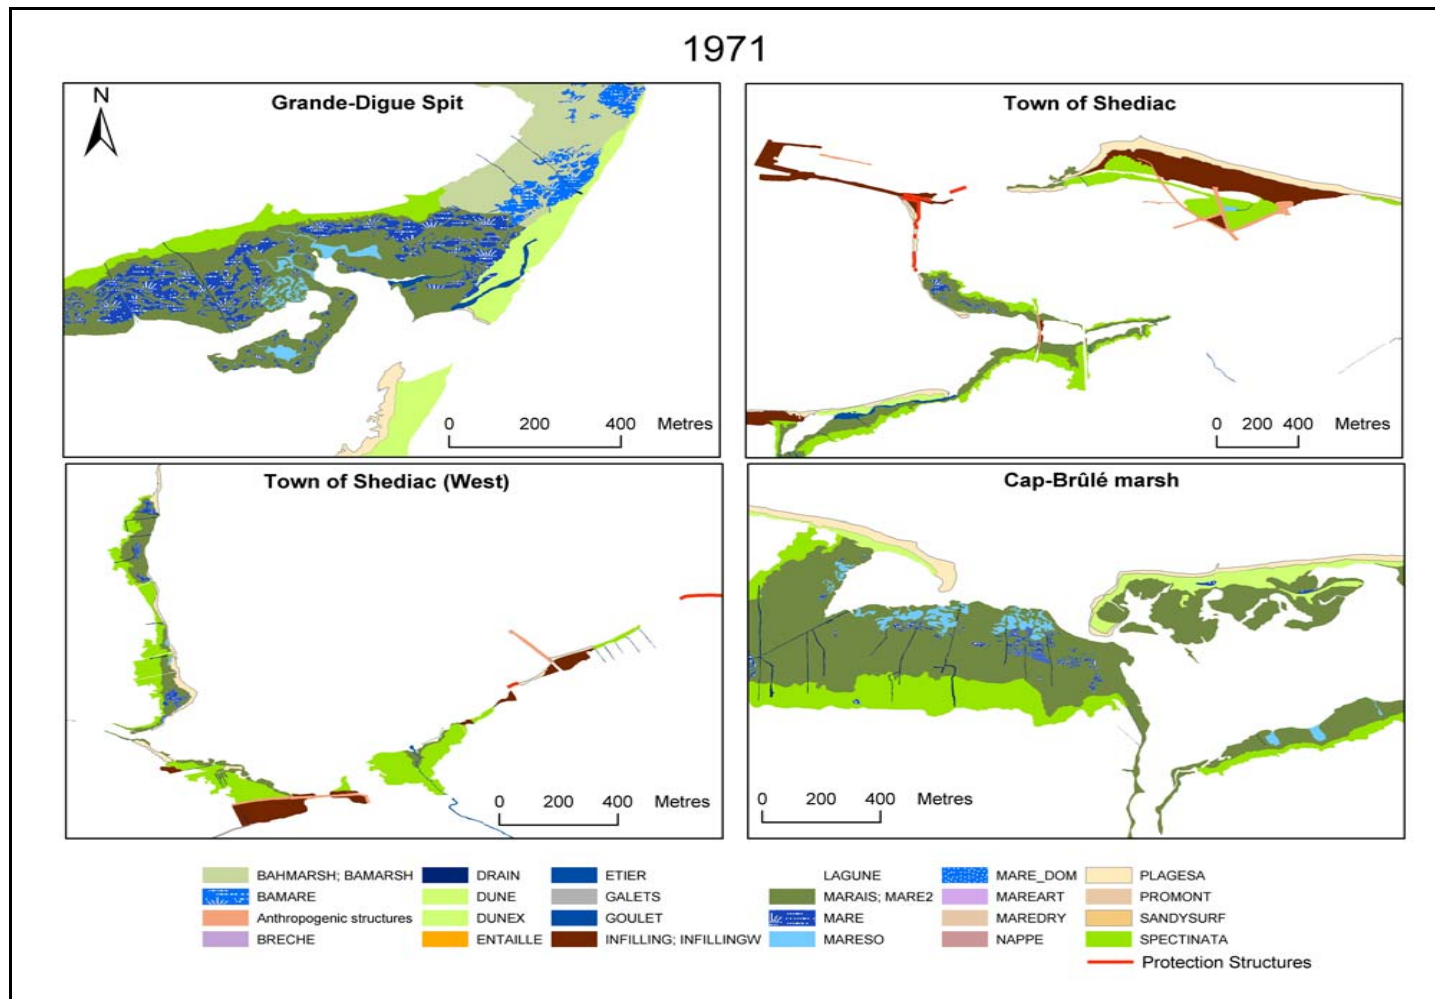 1971
Grande-Digue Spit
N
0 200 400 Metres
Town of Shediac
0 200 400 Metres
Town of Shediac (West)
0 200 400 Metres
Cap-Brûlé marsh
0 200 400 Metres
BAHMARSH; BAMARSH
BAMARE
Anthropogenic structures
BRECHE
DRAIN
DUNE
DUNEX
ENTAILLE
ETIER
GALETS
GOULET
INFILLING; INFILLINGW
LAGUNE
MARAIS; MARE2
MARE
MARESO
MARE_DOM
MAREART
MAREDRY
NAPPE
PLAGESA
PROMONT
SANDYSURF
SPECTINATA
Protection Structures